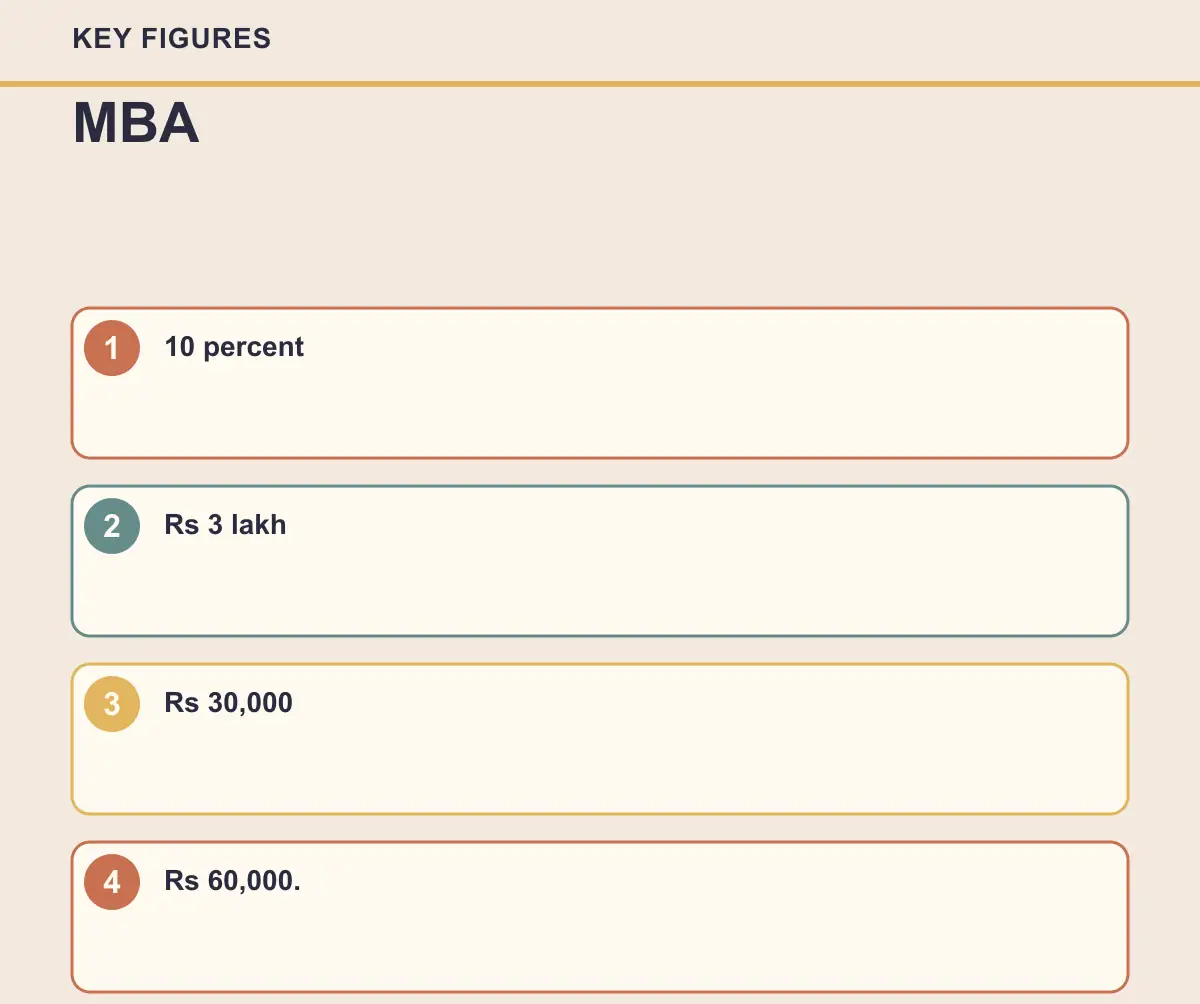 KEY FIGURES
MBA
1 10 percent
2 Rs 3 lakh
3 Rs 30,000
4 Rs 60,000.